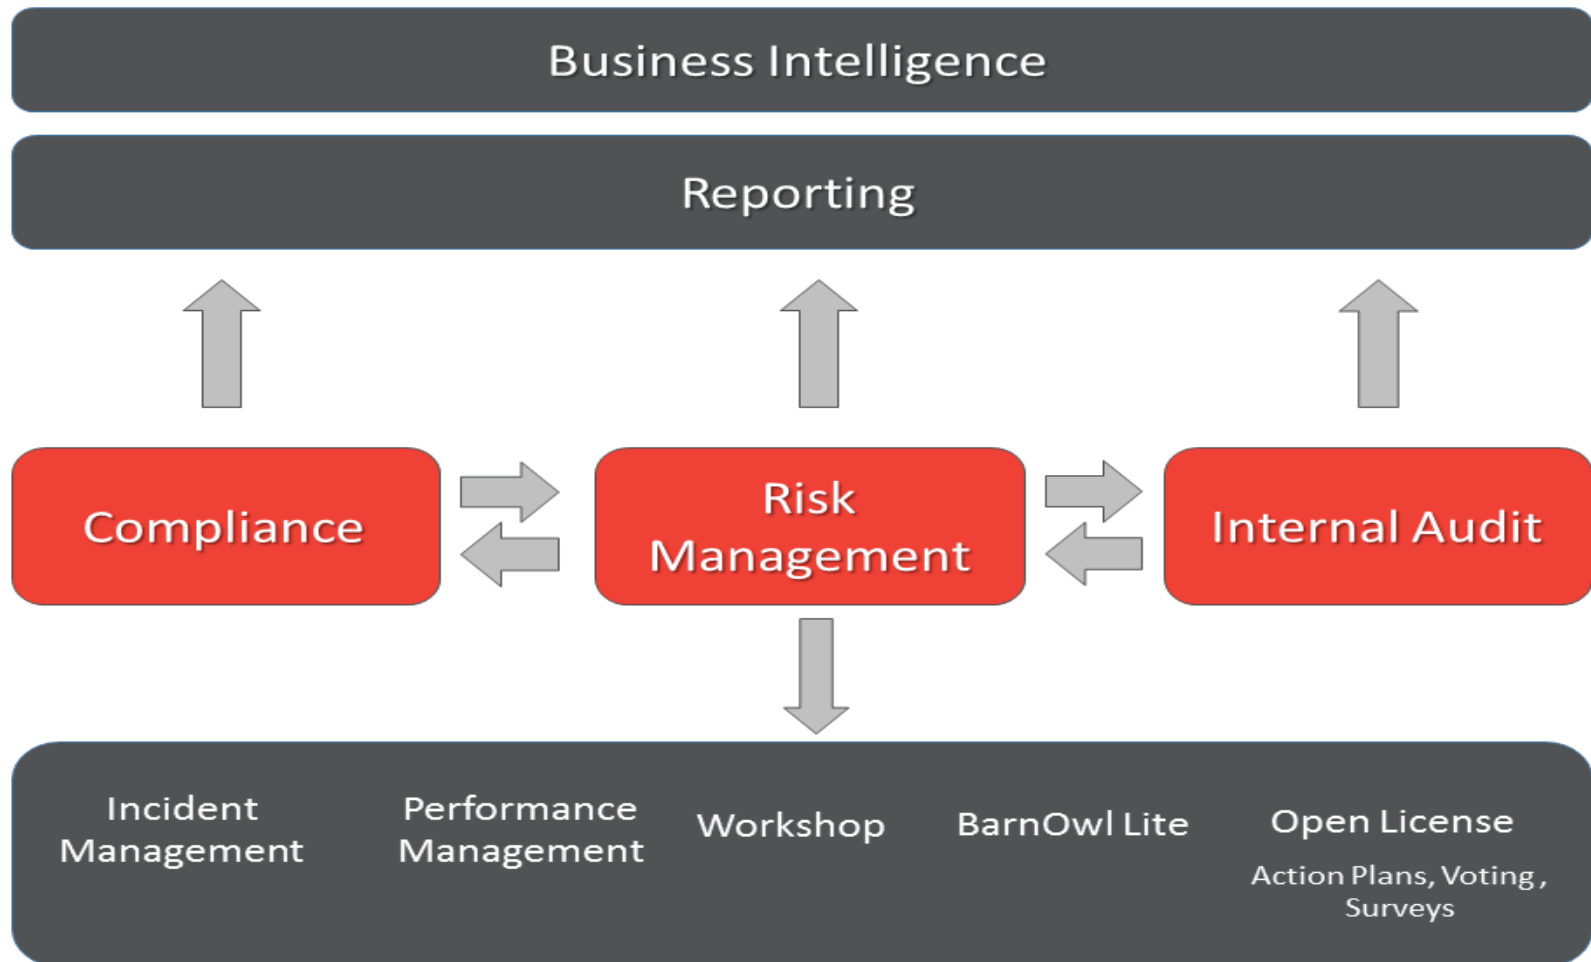 Business Intelligence
Reporting
Compliance
Risk
Management
Internal Audit
Incident
Management
Performance
Management
Workshop
BarnOwl Lite
Open License
Action Plans, Voting ,
Surveys